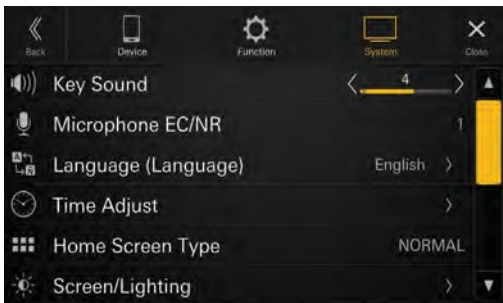 Back Device Function System Close
Key Sound 4
Microphone EC/NR 1
Language (Language) English
Time Adjust
Home Screen Type NORMAL
Screen/Lighting